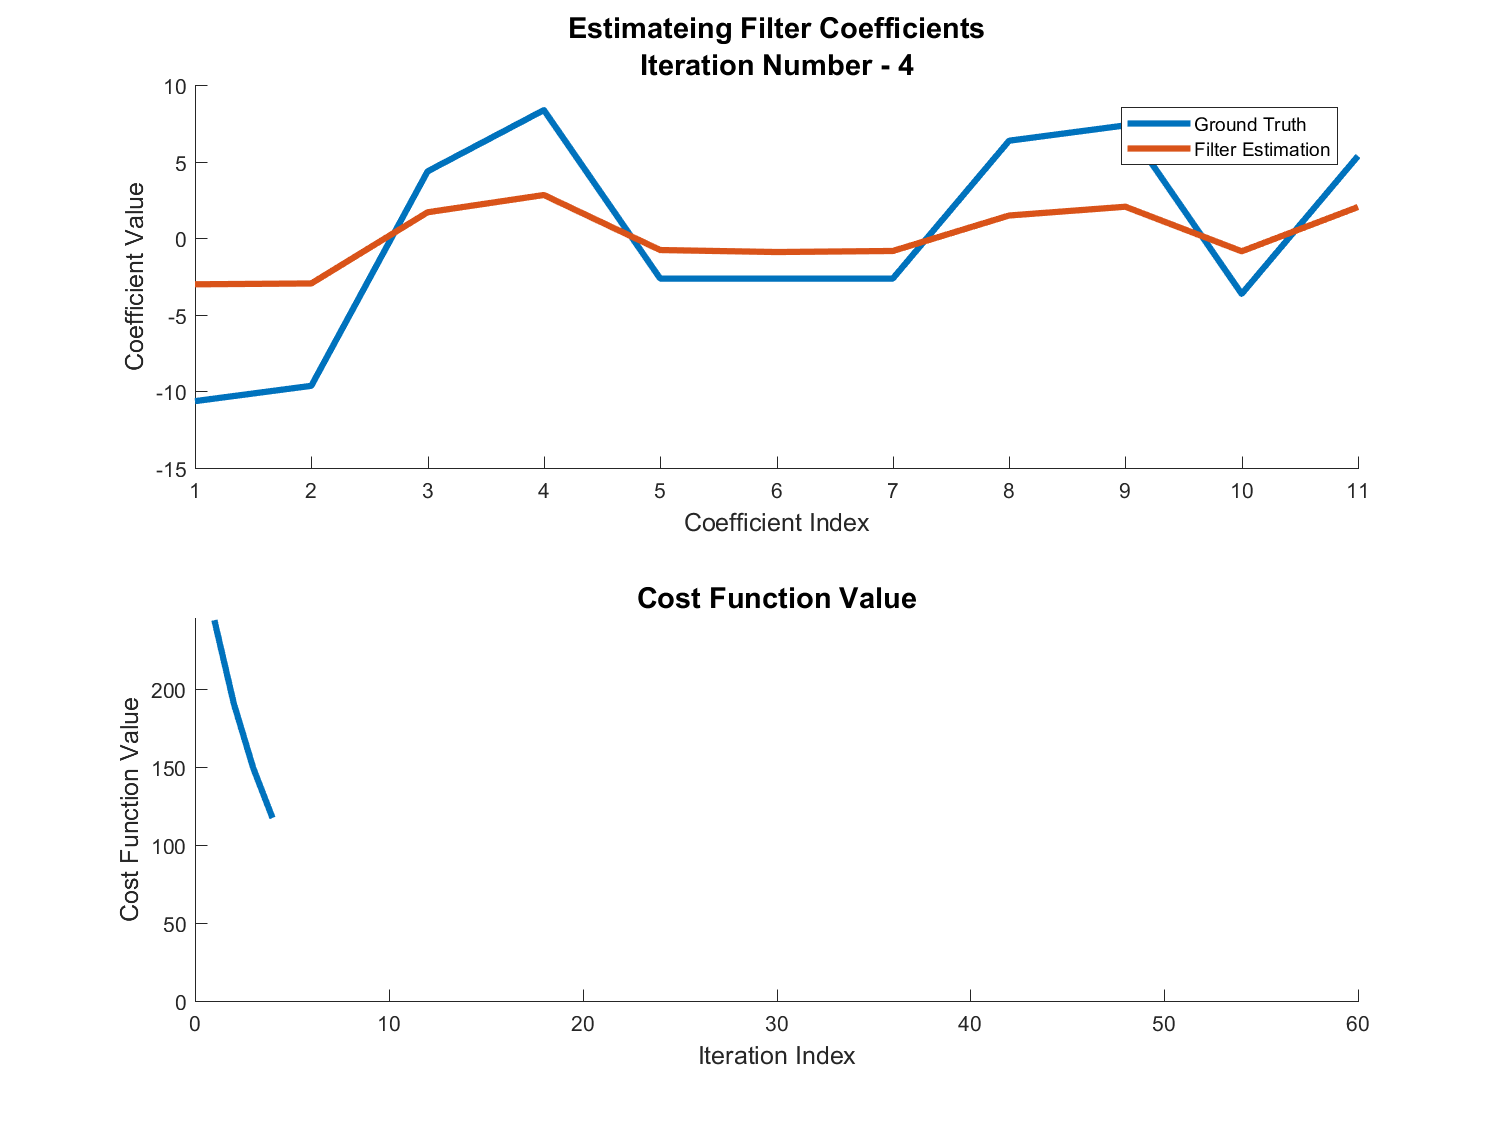 Estimateing Filter Coefficients
Iteration Number - 4
10
5
0
-5
-10
-15
Coefficient Value
Ground Truth
Filter Estimation
1 2 3 4 5 6 7 8 9 10 11
Coefficient Index
Cost Function Value
200
150
100
50
0
Cost Function Value
0 10 20 30 40 50 60
Iteration Index